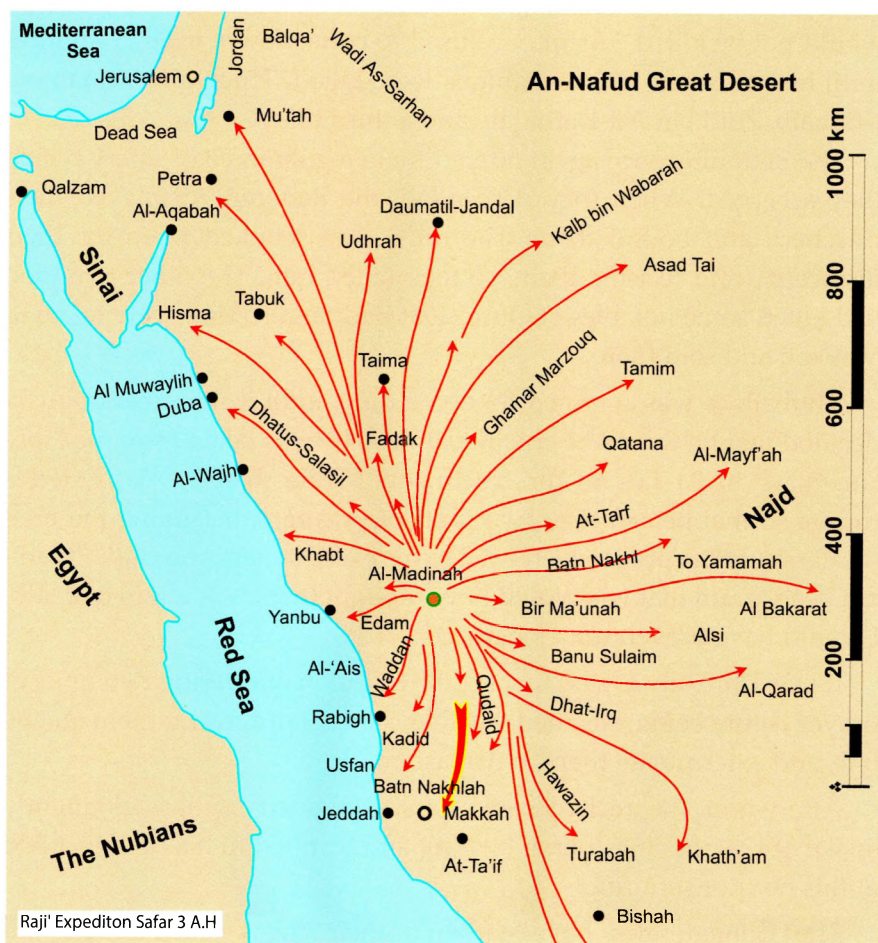 Mediterranean
Sea
Jordan
Balqa’
Wadi As-Sarhan
An-Nafud Great Desert
Jerusalem
Dead Sea
Mu’tah
1000 km
Qalzam
Petra
Al-Aqabah
Daumatil-Jandal
Kalb bin Wabarah
Udhrah
Asad Tai
Sinai
800
Hisma
Tabuk
Taima
Ghamar Marzouq
Tamim
Al Muwaylih
Duba
600
Dhatus-Salasil
Fadak
Qatana
Al-Mayf’ah
Al-Wajh
Najd
At-Tarf
400
Egypt
Khabt
Al-Madinah
Batn Nakhl
To Yamamah
Yanbu
Edam
Bir Ma’unah
Al Bakarat
Red Sea
Alsi
Al-‘Ais
Waddan
Banu Sulaim
200
Al-Qarad
Rabigh
Kadid
Qudaid
Dhat-Irq
Usfan
Batn Nakhlah
Hawazin
Jeddah
Makkah
The Nubians
At-Ta’if
Turabah
Khath’am
Raji' Expediton Safar 3 A.H
Bishah